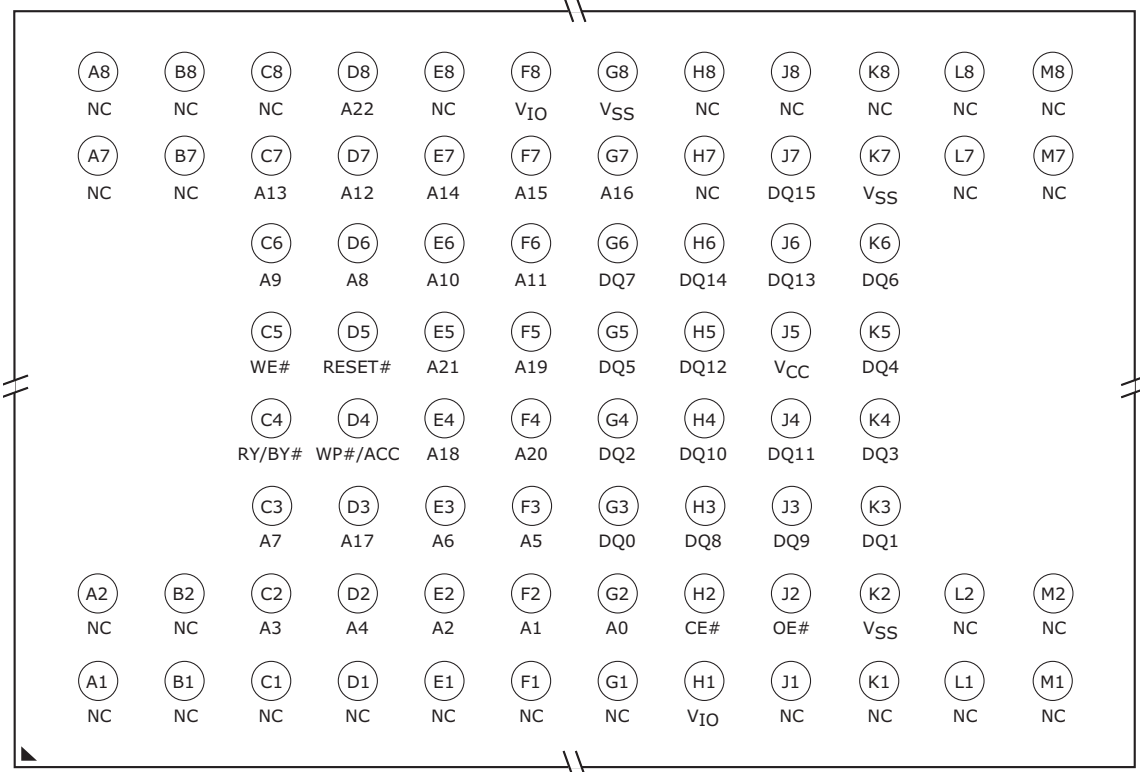 A8 B8 C8 D8 E8 F8 G8 H8 J8 K8 L8 M8
NC NC NC A22 NC VIO VSS NC NC NC NC NC
A7 B7 C7 D7 E7 F7 G7 H7 J7 K7 L7 M7
NC NC A13 A12 A14 A15 A16 NC DQ15 VSS NC NC
C6 D6 E6 F6 G6 H6 J6 K6
A9 A8 A10 A11 DQ7 DQ14 DQ13 DQ6
C5 D5 E5 F5 G5 H5 J5 K5
WE# RESET# A21 A19 DQ5 DQ12 VCC DQ4
C4 D4 E4 F4 G4 H4 J4 K4
RY/BY# WP#/ACC A18 A20 DQ2 DQ10 DQ11 DQ3
C3 D3 E3 F3 G3 H3 J3 K3
A7 A17 A6 A5 DQ0 DQ8 DQ9 DQ1
A2 B2 C2 D2 E2 F2 G2 H2 J2 K2 L2 M2
NC NC A3 A4 A2 A1 A0 CE# OE# VSS NC NC
A1 B1 C1 D1 E1 F1 G1 H1 J1 K1 L1 M1
NC NC NC NC NC NC NC VIO NC NC NC NC